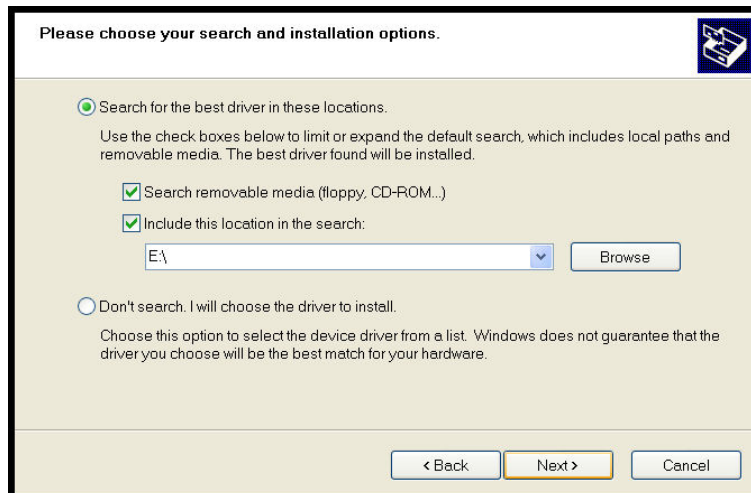 Please choose your search and installation options.
Search for the best driver in these locations.
Use the check boxes below to limit or expand the default search, which includes local paths and
removable media. The best driver found will be installed.
Search removable media (floppy, CD-ROM...)
Include this location in the search:
E:\
Browse
Don't search. I will choose the driver to install.
Choose this option to select the device driver from a list. Windows does not guarantee that the
driver you choose will be the best match for your hardware.
< Back Next > Cancel